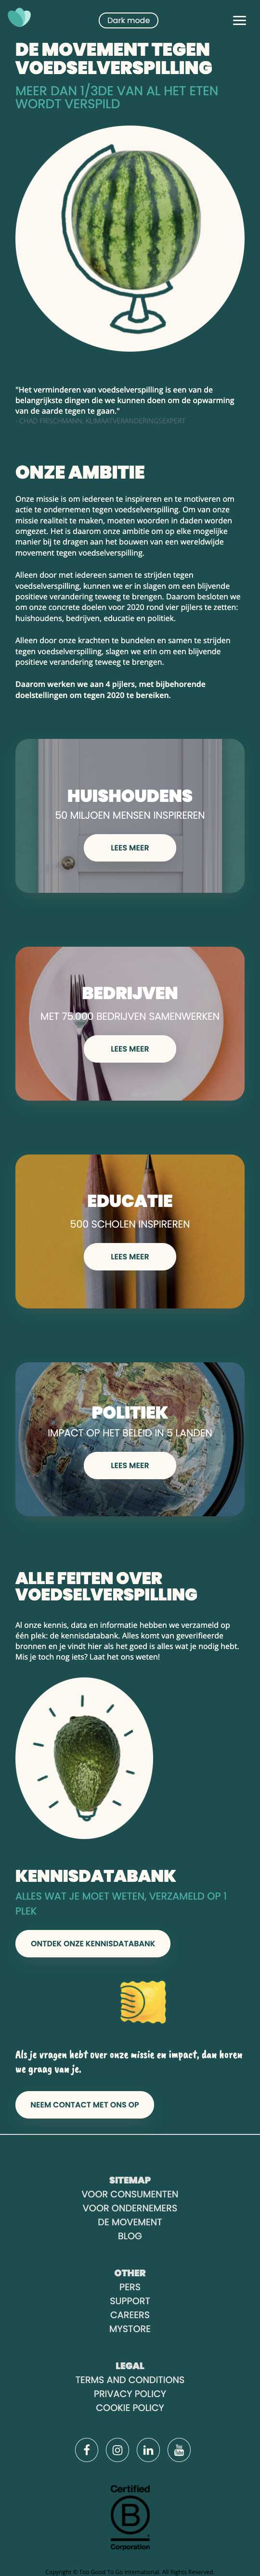 Dark mode
DE MOVEMENT TEGEN
VOEDSELVERSPILLING
MEER DAN 1/3DE VAN AL HET ETEN
WORDT VERSPILD
"Het verminderen van voedselverspilling is een van de
belangrijkste dingen die we kunnen doen om de opwarming
van de aarde tegen te gaan."
- CHAD FRISCHMANN, KLIMAATVERANDERINGSEXPERT
ONZE AMBITIE
Onze missie is om iedereen te inspireren en te motiveren om
actie te ondernemen tegen voedselverspilling. Om van onze
missie realiteit te maken, moeten woorden in daden worden
omgezet. Het is daarom onze ambitie om op elke mogelijke
manier bij te dragen aan het bouwen van een wereldwijde
movement tegen voedselverspilling.
Alleen door met iedereen samen te strijden tegen
voedselverspilling, kunnen we er in slagen om een blijvende
positieve verandering teweeg te brengen. Daarom besloten we
om onze concrete doelen voor 2020 rond vier pijlers te zetten:
huishoudens, bedrijven, educatie en politiek.
Alleen door onze krachten te bundelen en samen te strijden
tegen voedselverspilling, slagen we erin om een blijvende
positieve verandering teweeg te brengen.
Daarom werken we aan 4 pijlers, met bijbehorende
doelstellingen om tegen 2020 te bereiken.
HUISHOUDENS
50 MILJOEN MENSEN INSPIREREN
LEES MEER
BEDRIJVEN
MET 75.000 BEDRIJVEN SAMENWERKEN
LEES MEER
EDUCATIE
500 SCHOLEN INSPIREREN
LEES MEER
POLITIEK
IMPACT OP HET BELEID IN 5 LANDEN
LEES MEER
ALLE FEITEN OVER
VOEDSELVERSPILLING
Al onze kennis, data en informatie hebben we verzameld op
één plek: de kennisdatabank. Alles komt van geverifieerde
bronnen en je vindt hier als het goed is alles wat je nodig hebt.
Mis je toch nog iets? Laat het ons weten!
KENNISDATABANK
ALLES WAT JE MOET WETEN, VERZAMELD OP 1
PLEK
ONTDEK ONZE KENNISDATABANK
Als je vragen hebt over onze missie en impact, dan horen
we graag van je.
NEEM CONTACT MET ONS OP
SITEMAP
VOOR CONSUMENTEN
VOOR ONDERNEMERS
DE MOVEMENT
BLOG
OTHER
PERS
SUPPORT
CAREERS
MYSTORE
LEGAL
TERMS AND CONDITIONS
PRIVACY POLICY
COOKIE POLICY
You Tube
Certified
B
Corporation
Copyright © Too Good To Go International. All Rights Reserved.